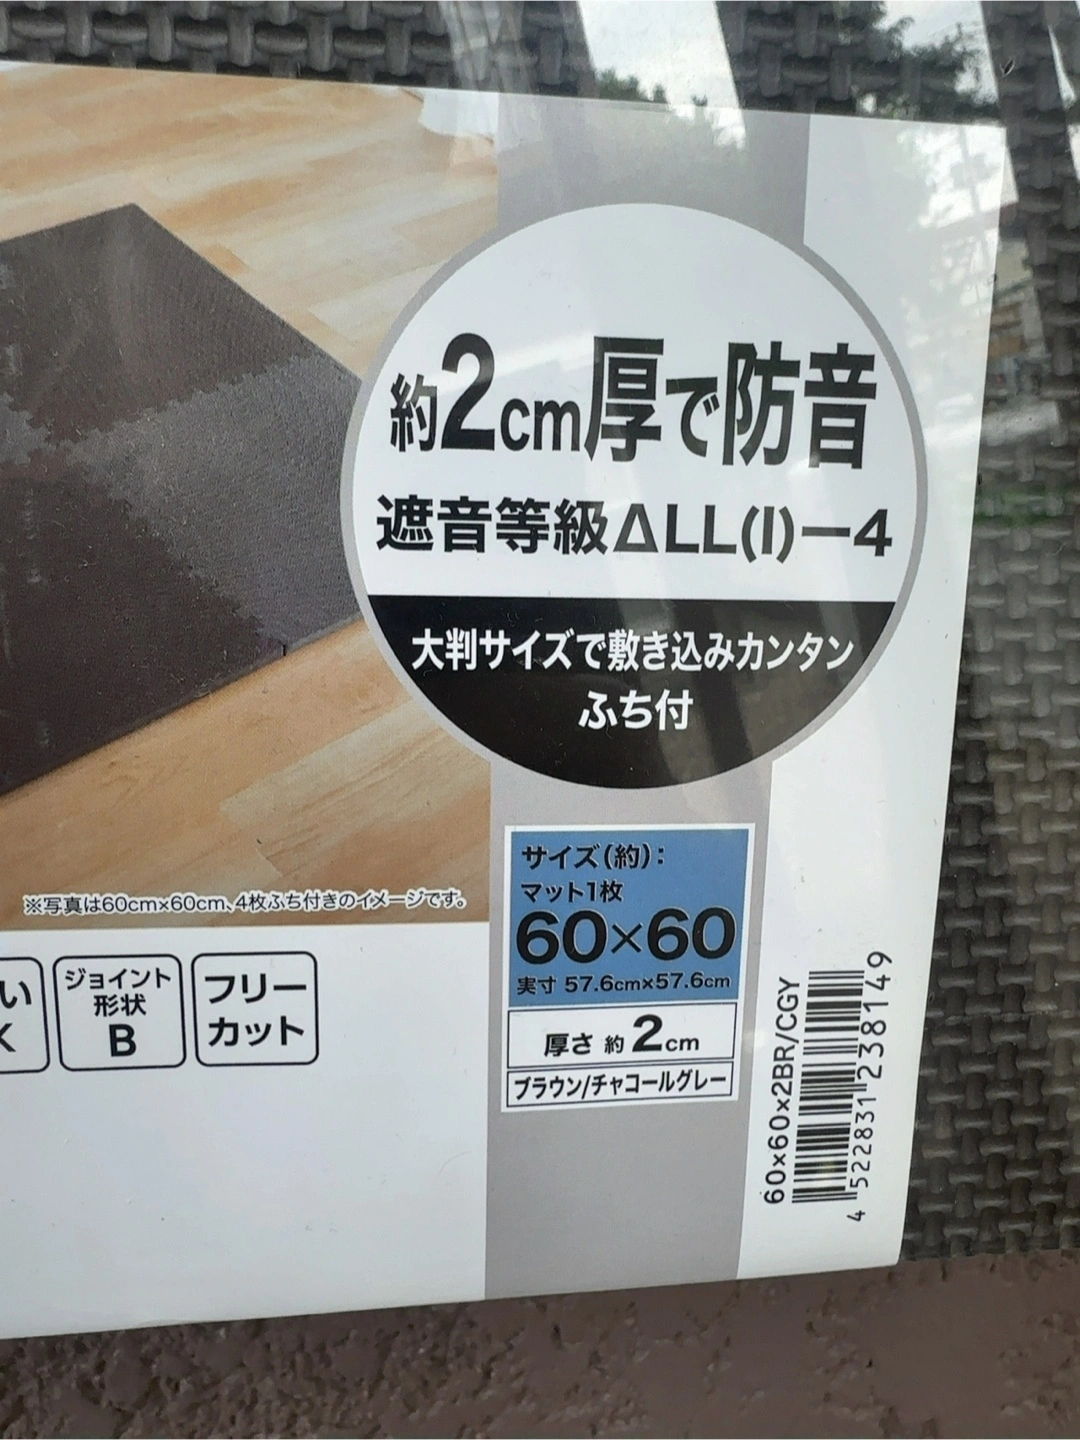 約2cm厚で防音
遮音等級ΔLL(I)ー4
大判サイズで敷き込みカンタン
ふち付
※写真は60cm×60cm、4枚ふち付きのイメージです。
い
K
ジョイント
形状
B
フリー
カット
サイズ(約):
マット1枚
60×60
実寸 57.6cm×57.6cm
厚さ 約2cm
ブラウン/チャコールグレー
60×60×2BR/CGY
4 522831 238149